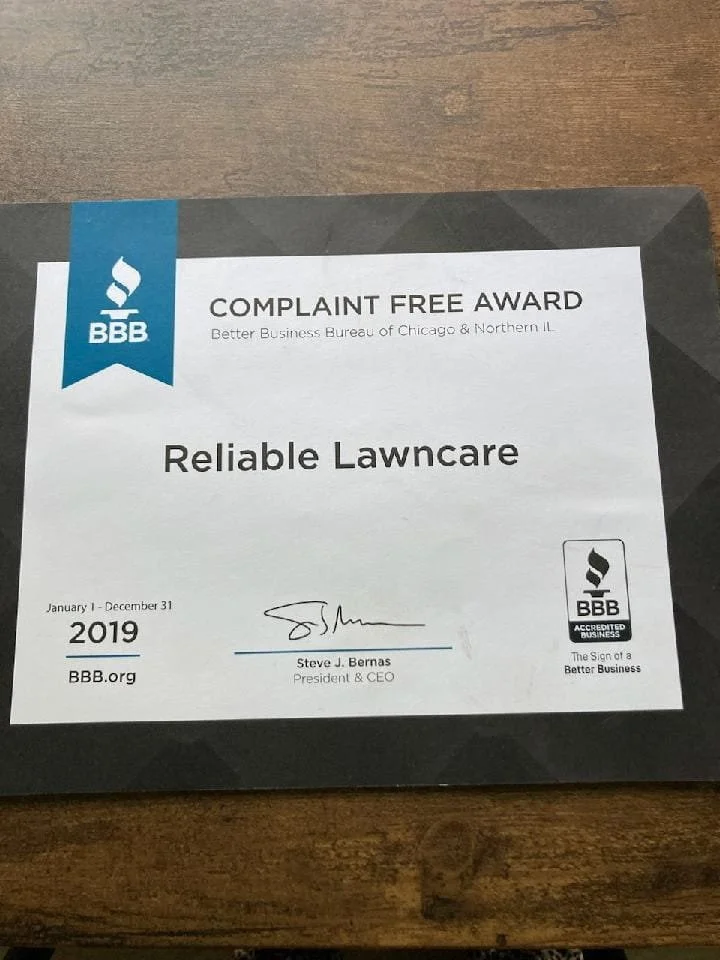 BBB
COMPLAINT FREE AWARD
Better Business Bureau of Chicago & Northern IL
Reliable Lawncare
January 1 - December 31
2019
BBB.org
Steve J. Bernas
President & CEO
BBB
ACCREDITED
BUSINESS
The Sign of a
Better Business